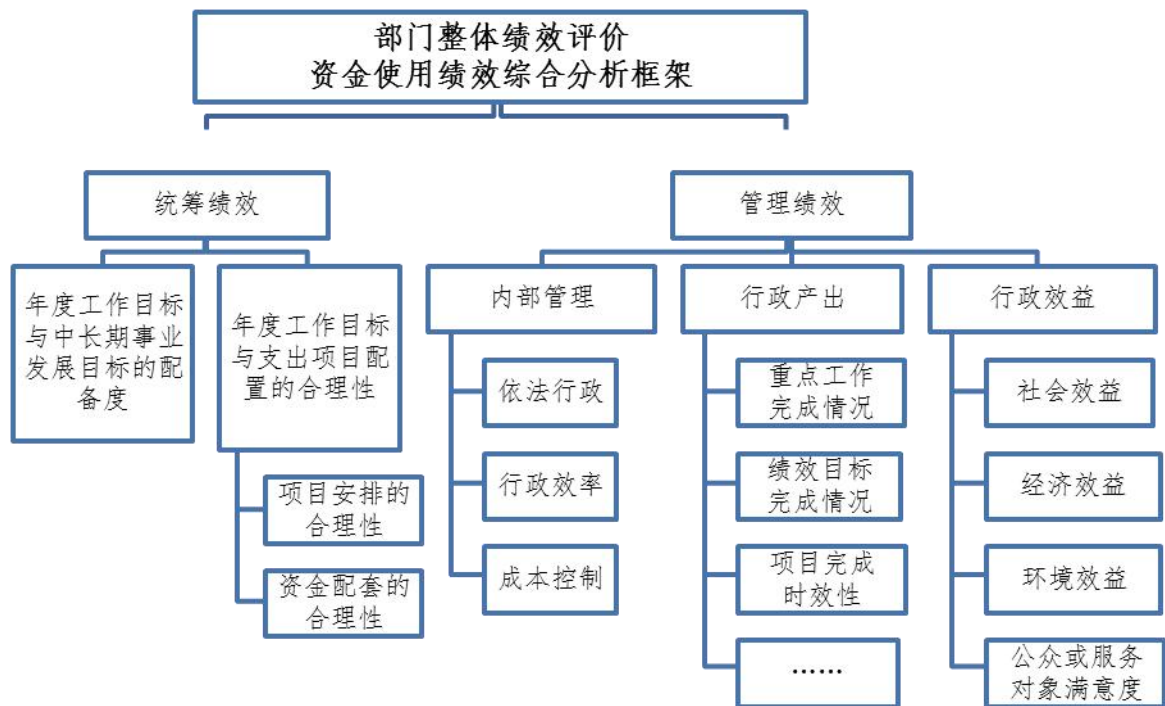 部门整体绩效评价
资金使用绩效综合分析框架
统筹绩效
管理绩效
年度工作目标
与中长期事业
发展目标的配
备度
年度工作目标
与支出项目配
置的合理性
项目安排的
合理性
资金配套的
合理性
内部管理
依法行政
行政效率
成本控制
行政产出
重点工作
完成情况
绩效目标
完成情况
项目完成
时效性
……
行政效益
社会效益
经济效益
环境效益
公众或服务
对象满意度